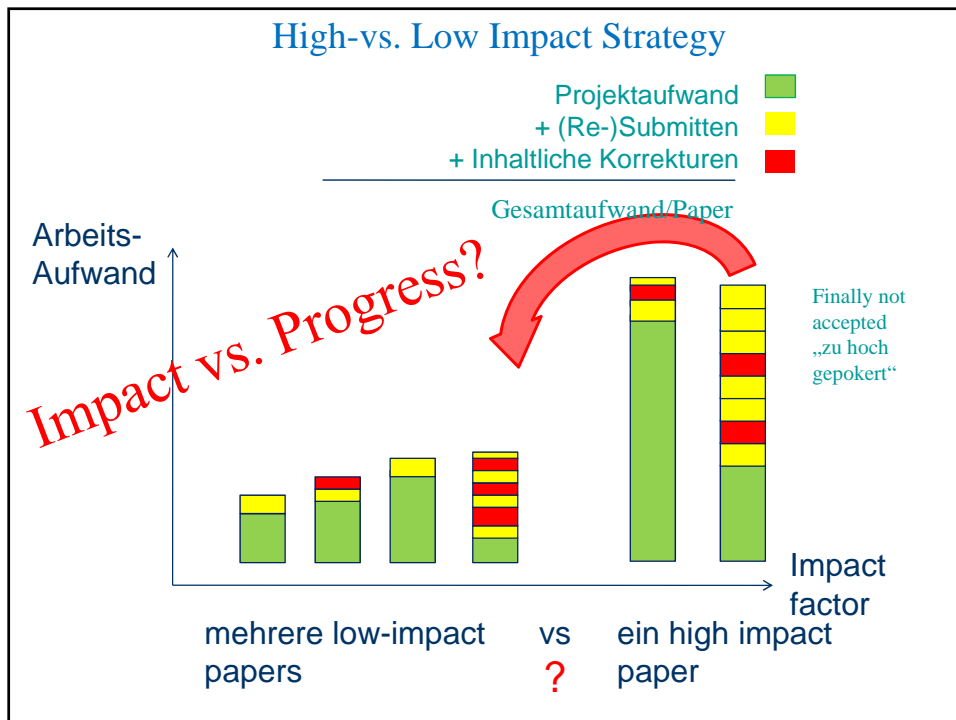 High-vs. Low Impact Strategy
Projektaufwand
+ (Re-)Submitten
+ Inhaltliche Korrekturen
Gesamtaufwand/Paper
Arbeits-
Aufwand
Impact vs. Progress?
Finally not
accepted
„zu hoch
gepokert“
Impact
factor
mehrere low-impact
papers
vs
?
ein high impact
paper